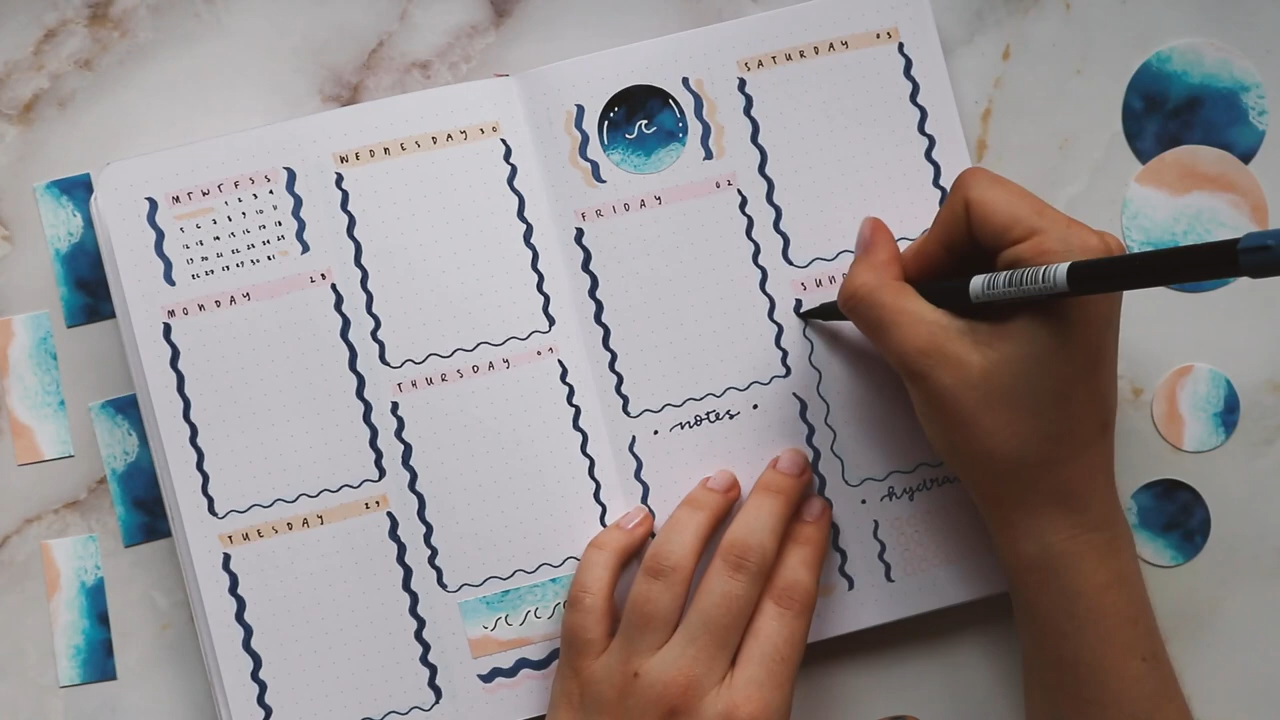 M T W T F S S
1 2 3 4
5 6 7 8 9 10 11
12 13 14 15 16 17 18
19 20 21 22 23 24 25
26 27 28 29 30 31
MONDAY 28
TUESDAY 29
WEDNESDAY 30
THURSDAY 01
FRIDAY 02
• notes •
SATURDAY 03
SUN
• hydra